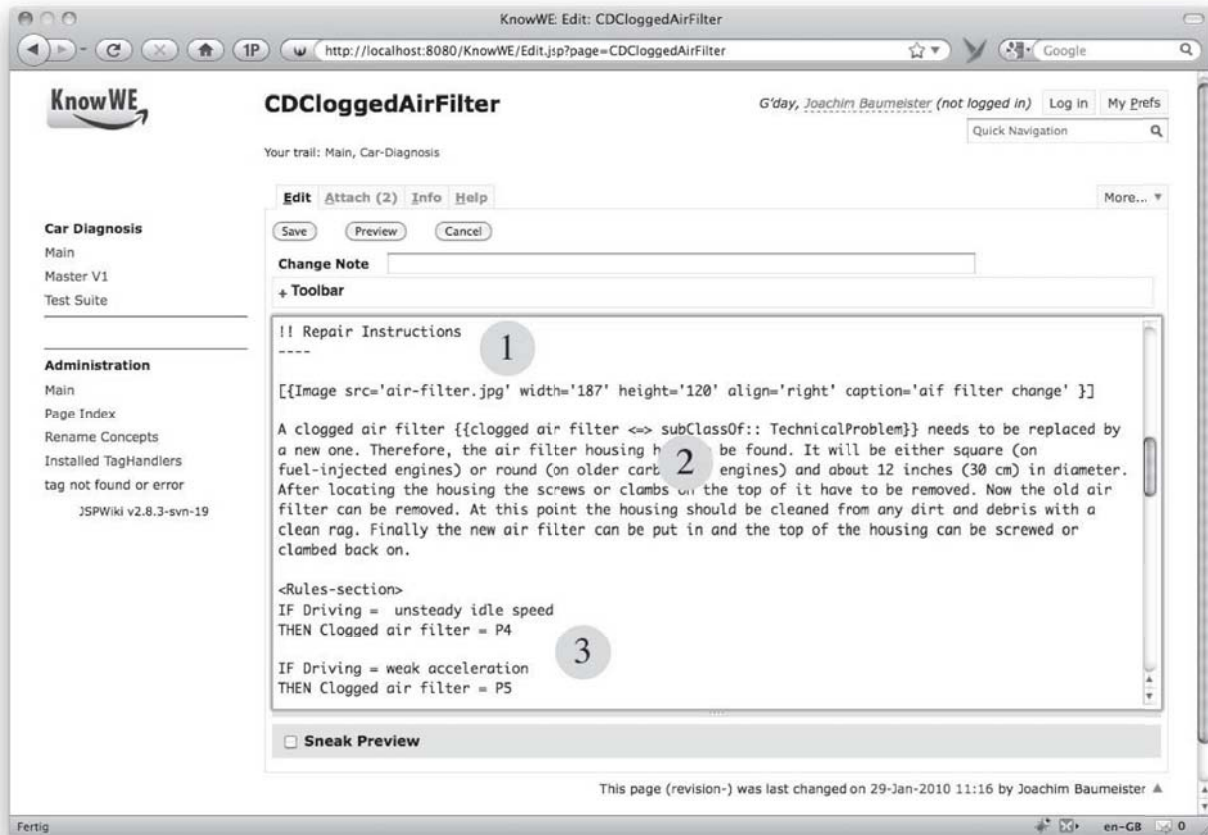 KnowWE: Edit: CDCloggedAirFilter
1P http://localhost:8080/KnowWE/Edit.jsp?page=CDCloggedAirFilter Google
KnowWE
CDCloggedAirFilter
G'day, Joachim Baumeister (not logged in) Log in My Prefs
Quick Navigation
Your trail: Main, Car-Diagnosis
Edit Attach (2) Info Help More...
Car Diagnosis
Main
Master V1
Test Suite
Administration
Main
Page Index
Rename Concepts
Installed TagHandlers
tag not found or error
JSPWiki v2.8.3-svn-19
Save Preview Cancel
Change Note
+ Toolbar
!! Repair Instructions
1
----
[{Image src='air-filter.jpg' width='187' height='120' align='right' caption='aif filter change' }]
A clogged air filter {{clogged air filter <=> subClassOf:: TechnicalProblem}} needs to be replaced by
a new one. Therefore, the air filter housing h be found. It will be either square (on
2
fuel-injected engines) or round (on older carb engines) and about 12 inches (30 cm) in diameter.
After locating the housing the screws or clambs on the top of it have to be removed. Now the old air
filter can be removed. At this point the housing should be cleaned from any dirt and debris with a
clean rag. Finally the new air filter can be put in and the top of the housing can be screwed or
clambed back on.
<Rules-section>
IF Driving =  unsteady idle speed
THEN Clogged air filter = P4
3
IF Driving = weak acceleration
THEN Clogged air filter = P5
Sneak Preview
This page (revision-) was last changed on 29-Jan-2010 11:16 by Joachim Baumeister
Fertig en-GB 0